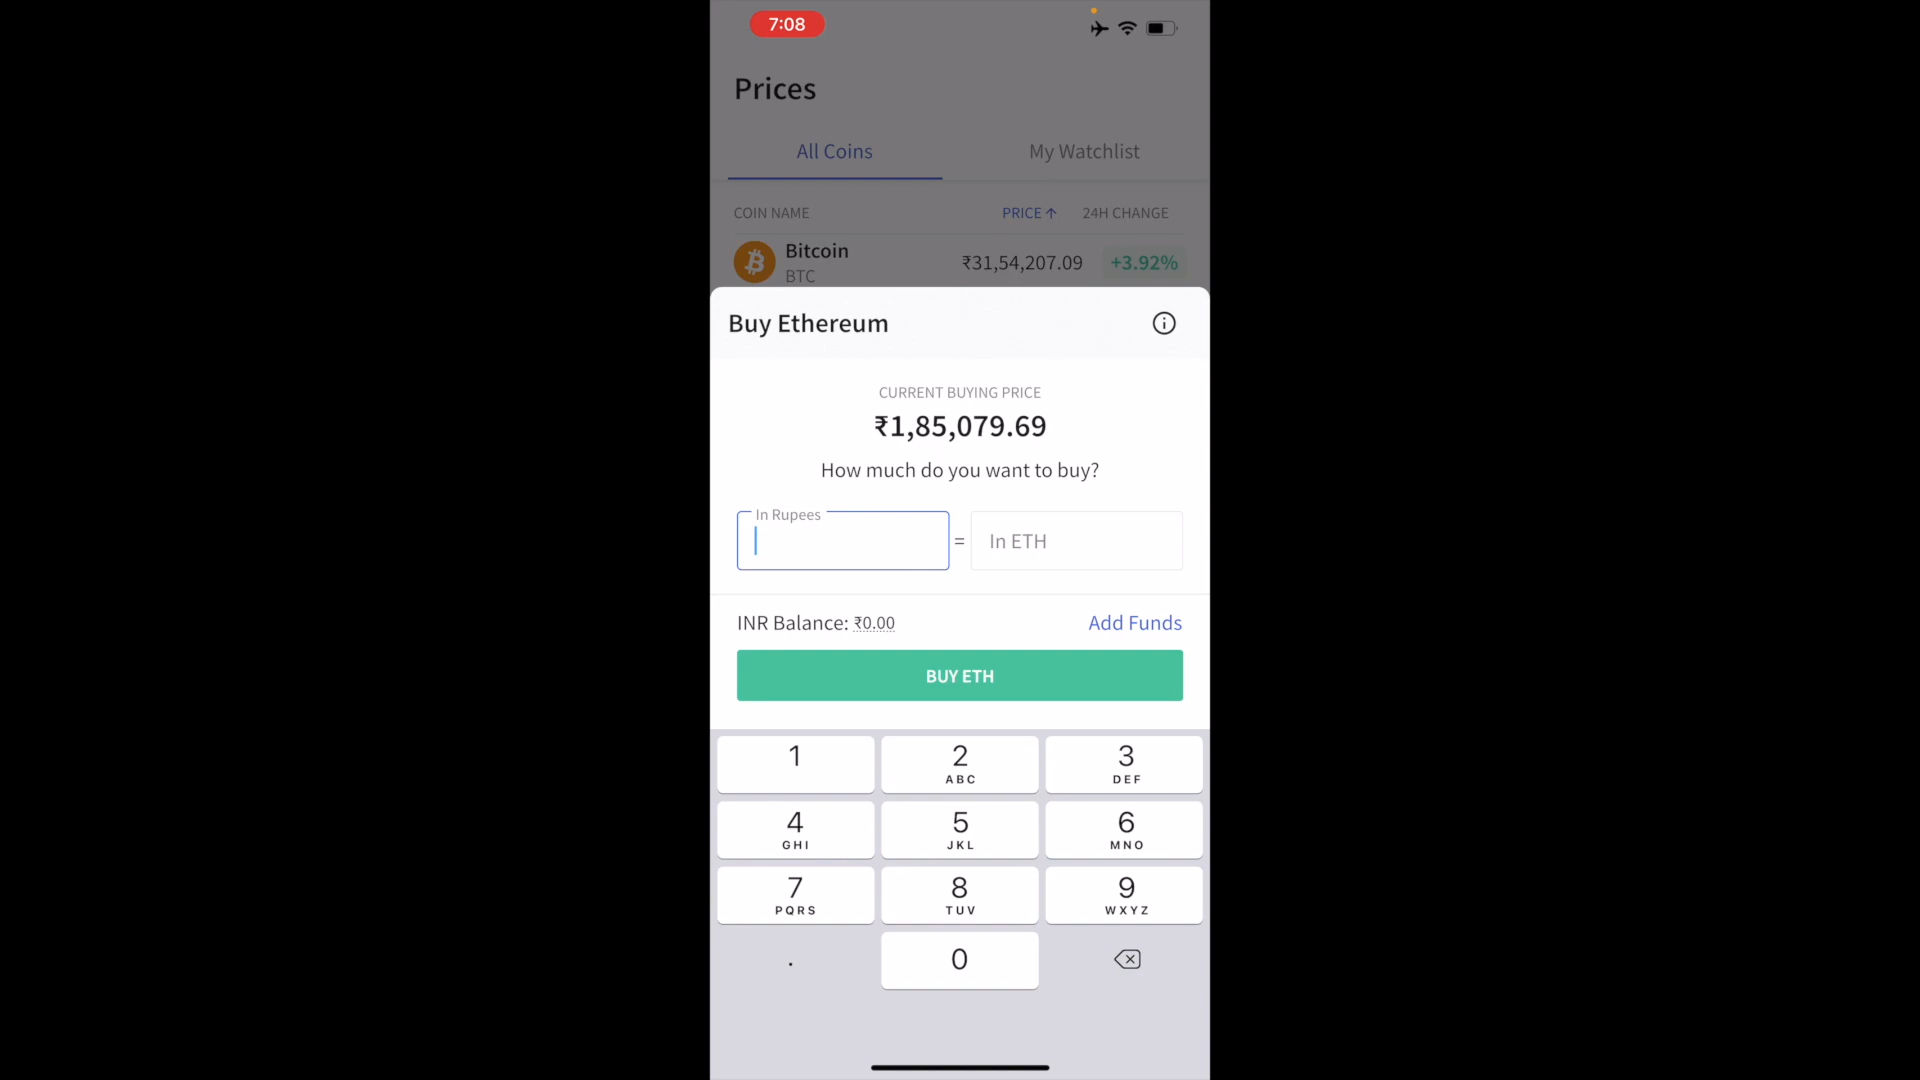 7:08
Prices
All Coins
My Watchlist
COIN NAME
PRICE ↑
24H CHANGE
Bitcoin
₹31,54,207.09
+3.92%
BTC
Buy Ethereum
CURRENT BUYING PRICE
₹1,85,079.69
How much do you want to buy?
In Rupees
=
In ETH
INR Balance: ₹0.00
Add Funds
BUY ETH
1
2
ABC
3
DEF
4
GHI
5
JKL
6
MNO
7
PQRS
8
TUV
9
WXYZ
.
0